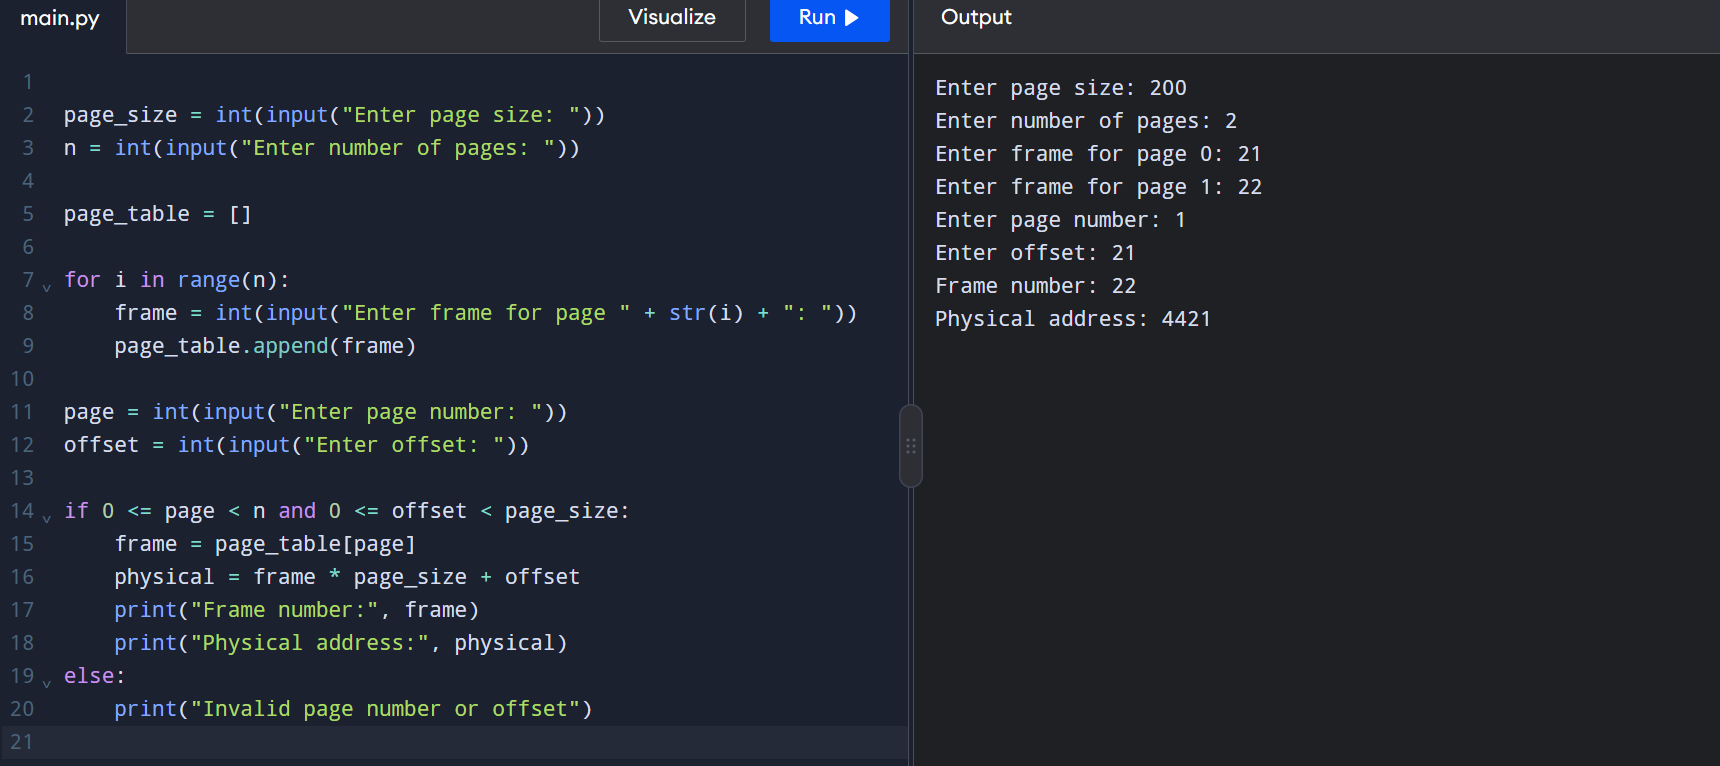 main.py
Visualize
Run
Output
1
2 page_size = int(input("Enter page size: "))
3 n = int(input("Enter number of pages: "))
4
5 page_table = []
6
7 for i in range(n):
8     frame = int(input("Enter frame for page " + str(i) + ": "))
9     page_table.append(frame)
10
11 page = int(input("Enter page number: "))
12 offset = int(input("Enter offset: "))
13
14 if 0 <= page < n and 0 <= offset < page_size:
15     frame = page_table[page]
16     physical = frame * page_size + offset
17     print("Frame number:", frame)
18     print("Physical address:", physical)
19 else:
20     print("Invalid page number or offset")
21
Enter page size: 200
Enter number of pages: 2
Enter frame for page 0: 21
Enter frame for page 1: 22
Enter page number: 1
Enter offset: 21
Frame number: 22
Physical address: 4421